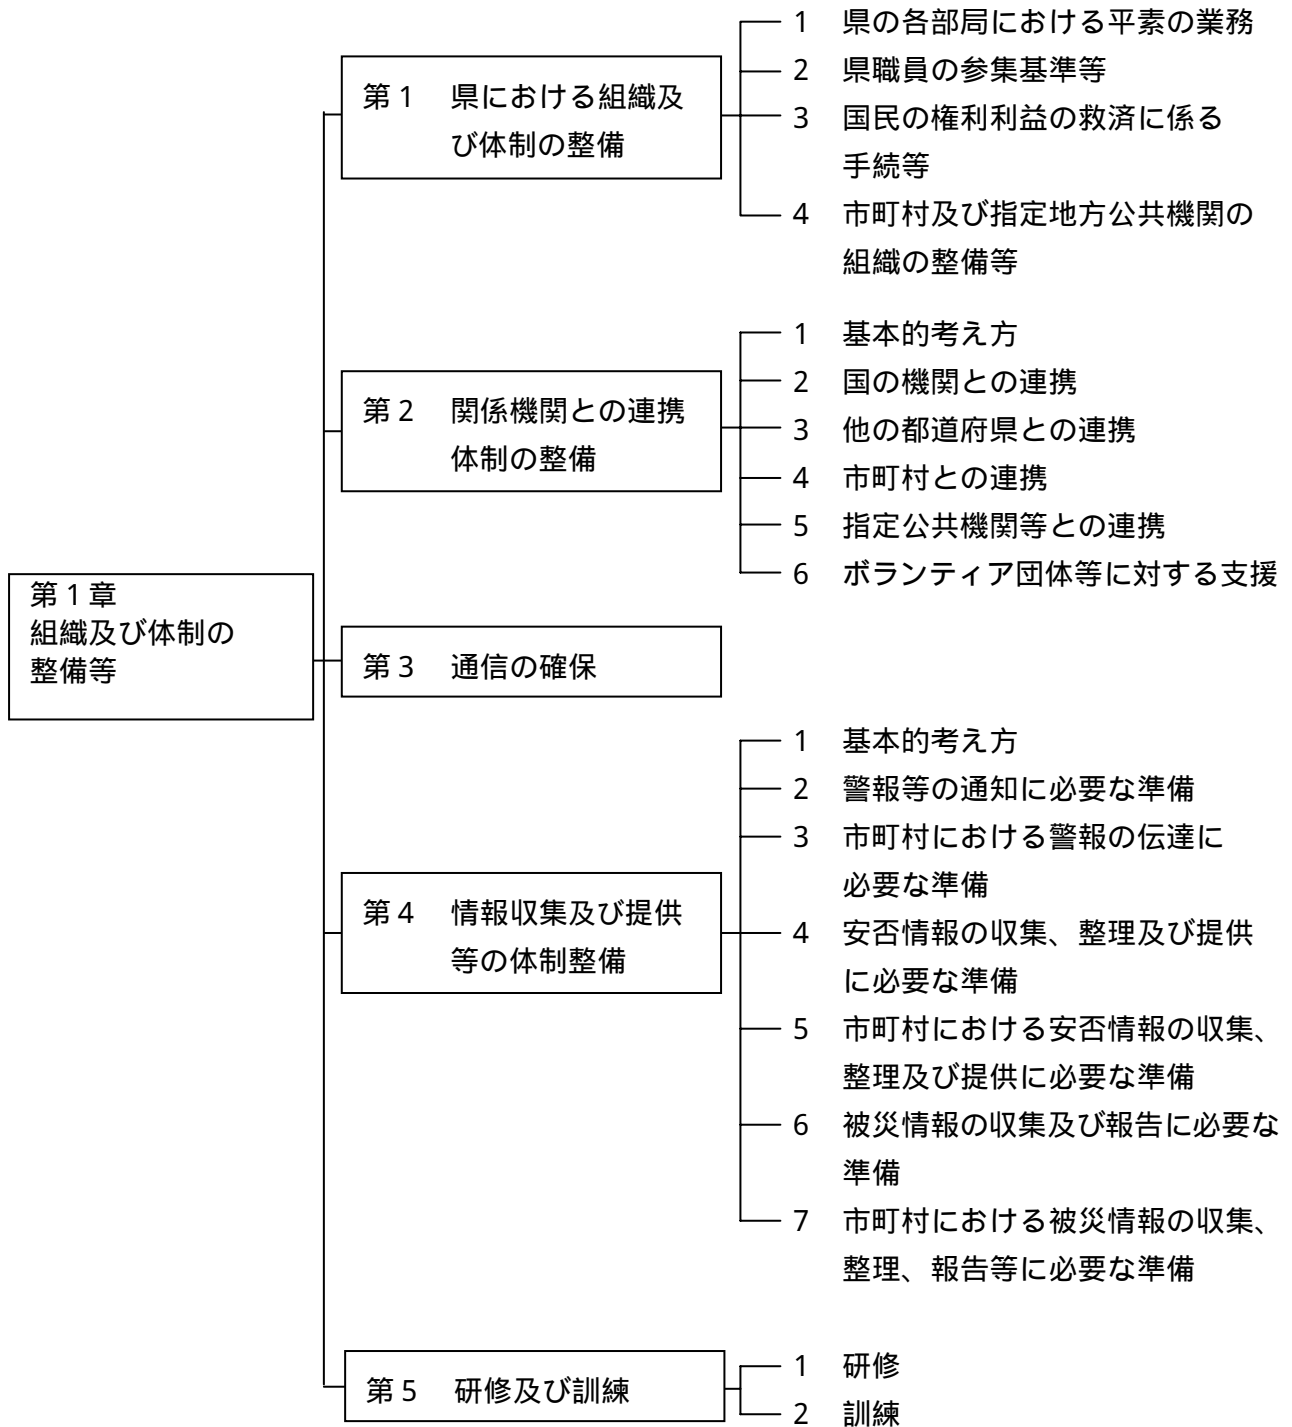 第１章
組織及び体制の
整備等
第１　県における組織及
び体制の整備
1　県の各部局における平素の業務
2　県職員の参集基準等
3　国民の権利利益の救済に係る
手続等
4　市町村及び指定地方公共機関の
組織の整備等
第２　関係機関との連携
体制の整備
1　基本的考え方
2　国の機関との連携
3　他の都道府県との連携
4　市町村との連携
5　指定公共機関等との連携
6　ボランティア団体等に対する支援
第３　通信の確保
第４　情報収集及び提供
等の体制整備
1　基本的考え方
2　警報等の通知に必要な準備
3　市町村における警報の伝達に
必要な準備
4　安否情報の収集、整理及び提供
に必要な準備
5　市町村における安否情報の収集、
整理及び提供に必要な準備
6　被災情報の収集及び報告に必要な
準備
7　市町村における被災情報の収集、
整理、報告等に必要な準備
第５　研修及び訓練
1　研修
2　訓練